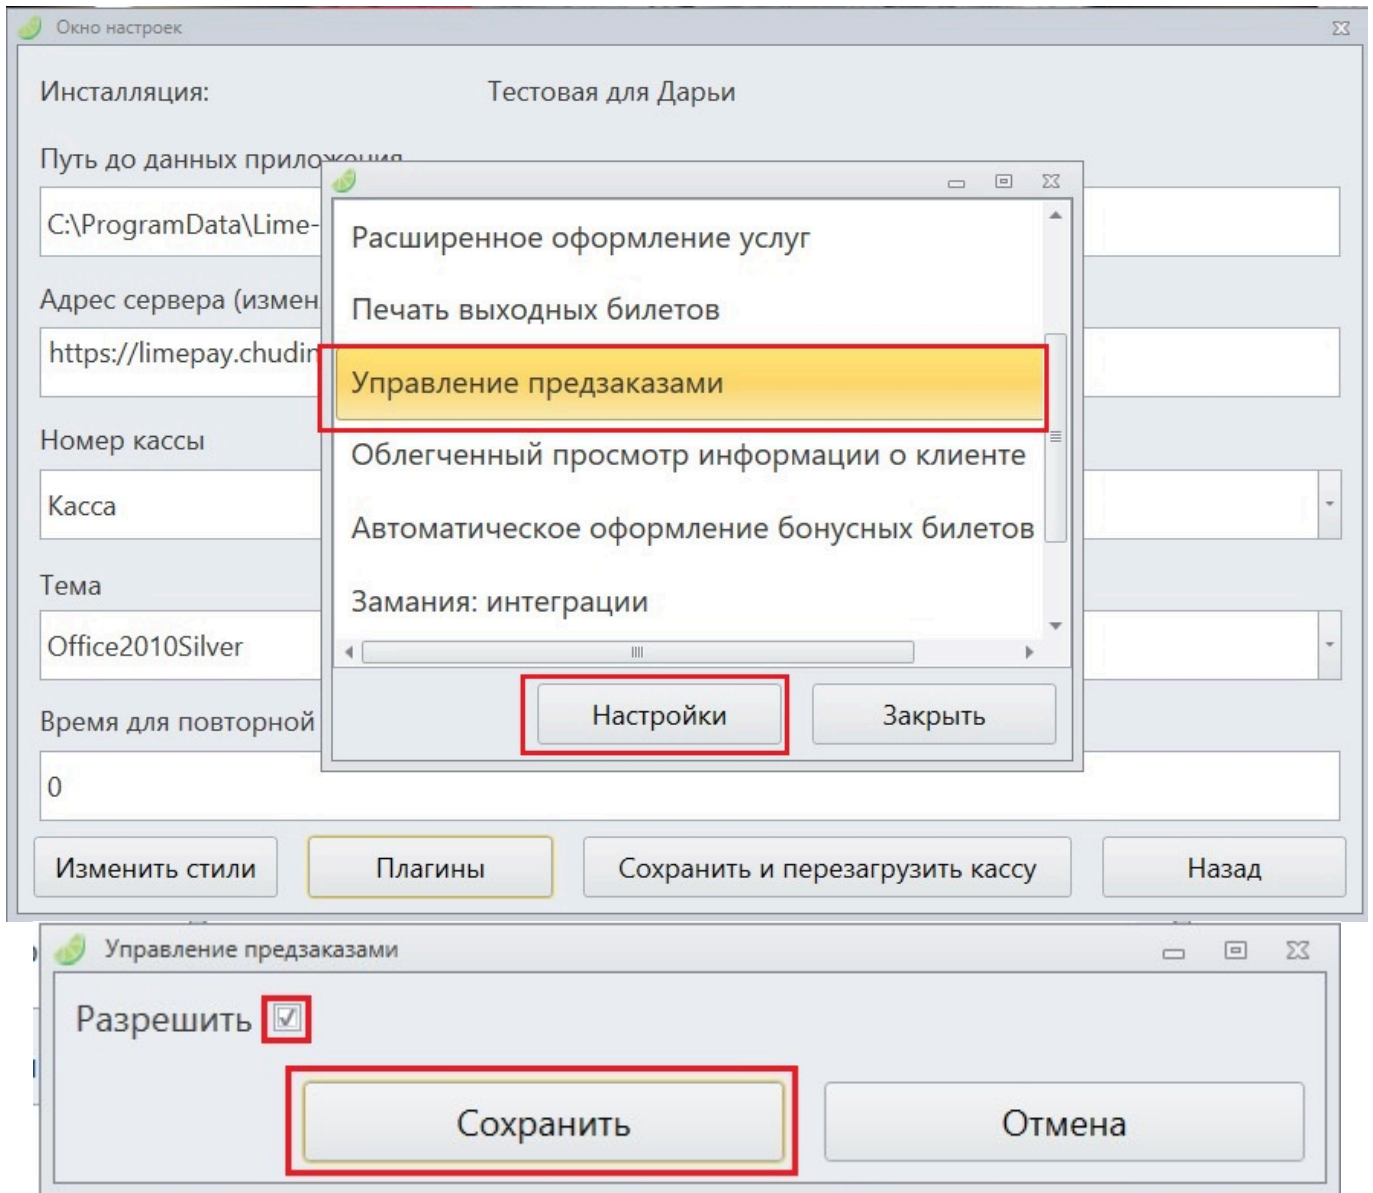 Окно настроек
Инсталляция: Тестовая для Дарьи
Путь до данных приложения
C:\ProgramData\Lime-
Адрес сервера (измен
https://limepay.chudin
Номер кассы
Касса
Тема
Office2010Silver
Время для повторной
0
Расширенное оформление услуг
Печать выходных билетов
Управление предзаказами
Облегченный просмотр информации о клиенте
Автоматическое оформление бонусных билетов
Замания: интеграции
Настройки Закрыть
Изменить стили Плагины Сохранить и перезагрузить кассу Назад
Управление предзаказами
Разрешить
Сохранить Отмена